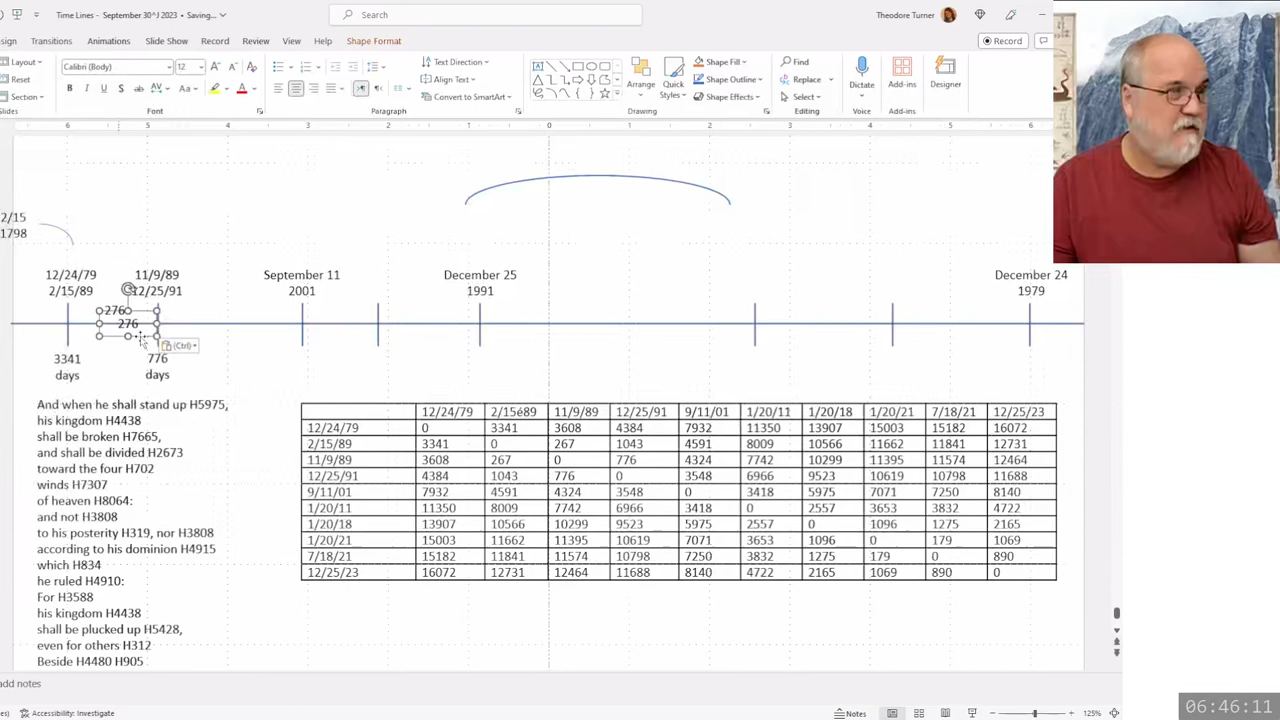 Time Lines - September 30^J 2023 • Saving...
Search
Theodore Turner
sign
Transitions
Animations
Slide Show
Record
Review
View
Help
Shape Format
Record
Layout
Reset
Section
Calibri (Body)
12
Text Direction
Align Text
Convert to SmartArt
Arrange
Quick
Styles
Shape Fill
Shape Outline
Shape Effects
Find
Replace
Select
Dictate
Add-ins
Designer
Font
Paragraph
Drawing
Editing
Voice
Add-ins
6 5 4 3 2 1 0 1 2 3 4 5 6
2/15
1798
12/24/79
2/15/89
11/9/89
12/25/91
September 11
2001
December 25
1991
December 24
1979
276
276
(Ctrl)
3341
days
776
days
And when he shall stand up H5975,
his kingdom H4438
shall be broken H7665,
and shall be divided H2673
toward the four H702
winds H7307
of heaven H8064:
and not H3808
to his posterity H319, nor H3808
according to his dominion H4915
which H834
he ruled H4910:
For H3588
his kingdom H4438
shall be plucked up H5428,
even for others H312
Beside H4480 H905
12/24/79 2/15é89 11/9/89 12/25/91 9/11/01 1/20/11 1/20/18 1/20/21 7/18/21 12/25/23
12/24/79 0 3341 3608 4384 7932 11350 13907 15003 15182 16072
2/15/89 3341 0 267 1043 4591 8009 10566 11662 11841 12731
11/9/89 3608 267 0 776 4324 7742 10299 11395 11574 12464
12/25/91 4384 1043 776 0 3548 6966 9523 10619 10798 11688
9/11/01 7932 4591 4324 3548 0 3418 5975 7071 7250 8140
1/20/11 11350 8009 7742 6966 3418 0 2557 3653 3832 4722
1/20/18 13907 10566 10299 9523 5975 2557 0 1096 1275 2165
1/20/21 15003 11662 11395 10619 7071 3653 1096 0 179 1069
7/18/21 15182 11841 11574 10798 7250 3832 1275 179 0 890
12/25/23 16072 12731 12464 11688 8140 4722 2165 1069 890 0
add notes
Accessibility: Investigate
Notes
125%
06:46:11